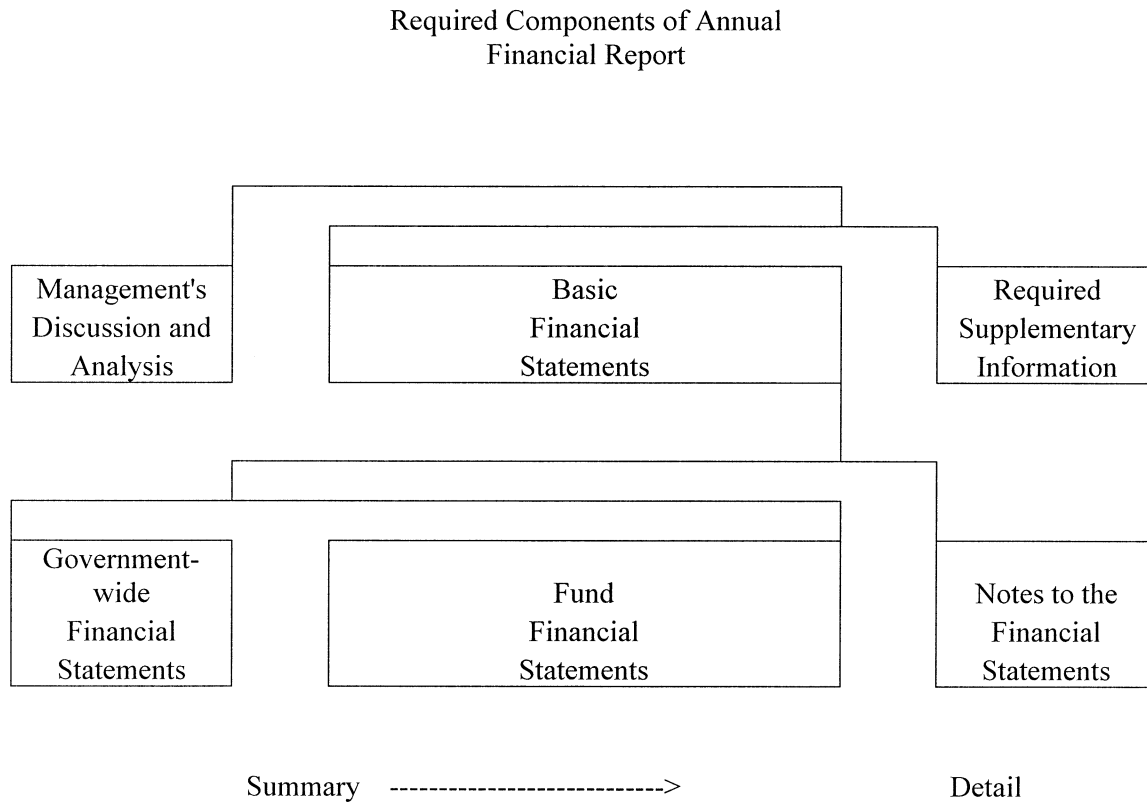 Required Components of Annual
Financial Report
Management's
Discussion and
Analysis
Basic
Financial
Statements
Required
Supplementary
Information
Government-
wide
Financial
Statements
Fund
Financial
Statements
Notes to the
Financial
Statements
Summary ----------------------------> Detail